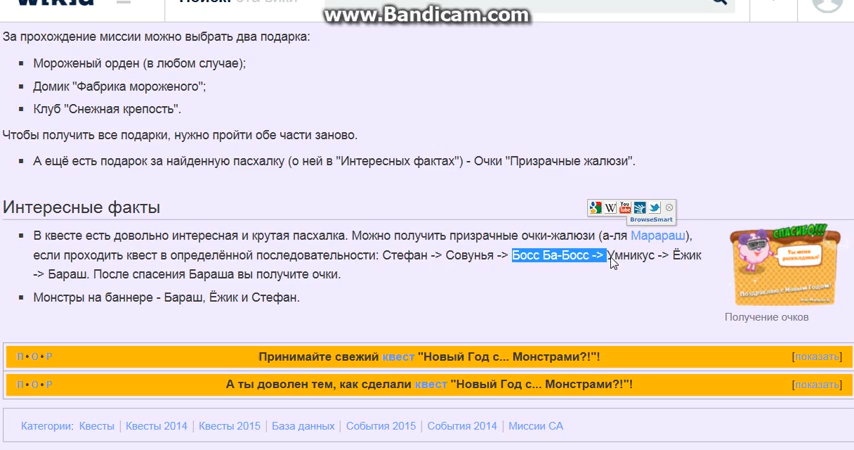 www.Bandicam.com
За прохождение миссии можно выбрать два подарка:
Мороженый орден (в любом случае);
Домик "Фабрика мороженого";
Клуб "Снежная крепость".
Чтобы получить все подарки, нужно пройти обе части заново.
А ещё есть подарок за найденную пасхалку (о ней в "Интересных фактах") - Очки "Призрачные жалюзи".
Интересные факты
BrowseSmart
В квесте есть довольно интересная и крутая пасхалка. Можно получить призрачные очки-жалюзи (а-ля Марараш),
если проходить квест в определённой последовательности: Стефан -> Совунья -> Босс Ба-Босс -> Умникус -> Ёжик
-> Бараш. После спасения Бараша вы получите очки.
Монстры на баннере - Бараш, Ёжик и Стефан.
Получение очков
П • О • Р Принимайте свежий квест "Новый Год с... Монстрами?!"! [показать]
П • О • Р А ты доволен тем, как сделали квест "Новый Год с... Монстрами?!"! [показать]
Категории: Квесты | Квесты 2014 | Квесты 2015 | База данных | События 2015 | События 2014 | Миссии СА